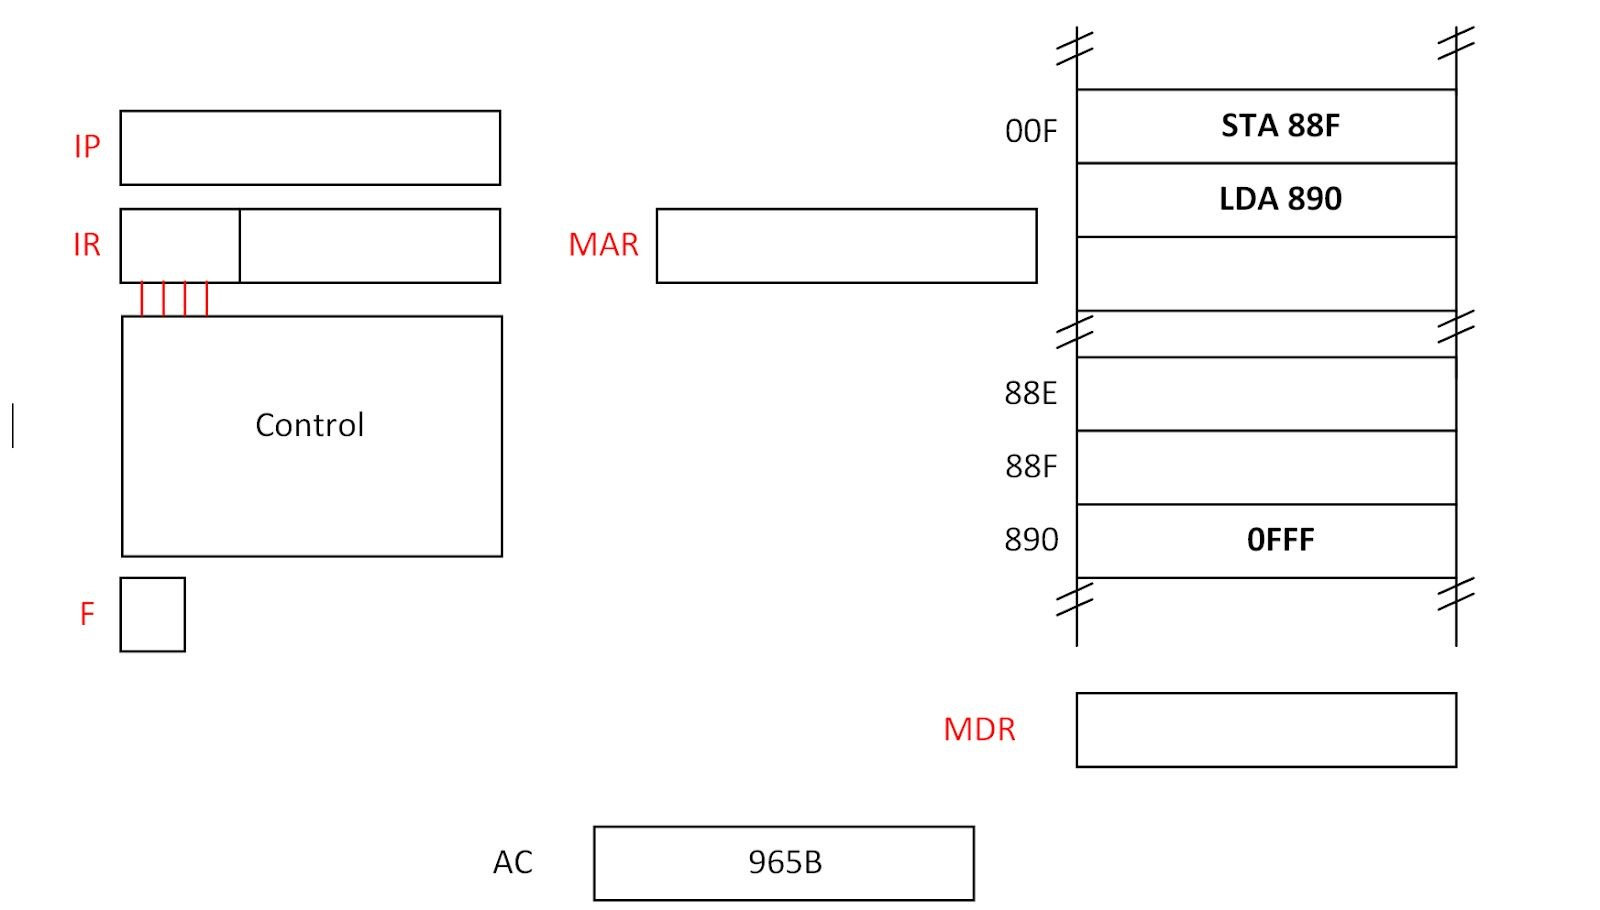 00F STA 88F
IP
LDA 890
IR
MAR
88E
Control
88F
890 0FFF
F
MDR
AC 965B